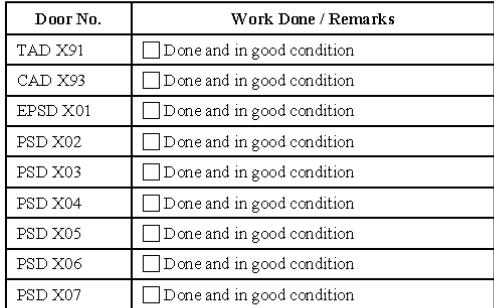 Door No. Work Done / Remarks
TAD X91 ☐ Done and in good condition
CAD X93 ☐ Done and in good condition
EPSD X01 ☐ Done and in good condition
PSD X02 ☐ Done and in good condition
PSD X03 ☐ Done and in good condition
PSD X04 ☐ Done and in good condition
PSD X05 ☐ Done and in good condition
PSD X06 ☐ Done and in good condition
PSD X07 ☐ Done and in good condition